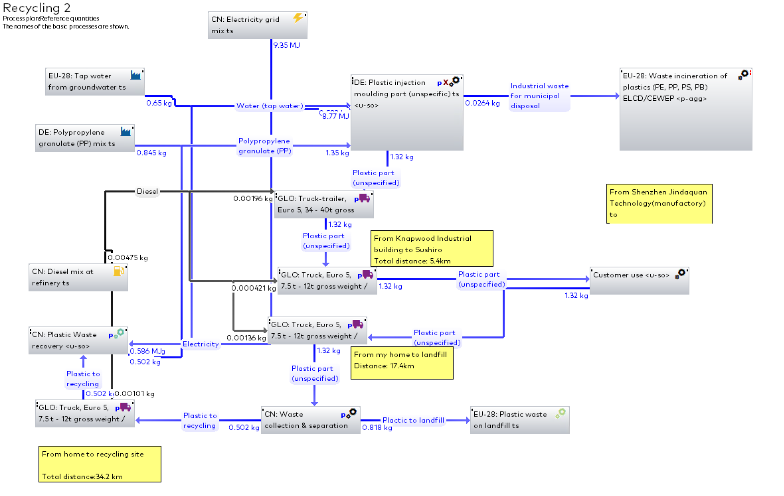 Recycling 2
Process plan:Reference quantities
The names of the basic processes are shown.
CN: Electricity grid
mix ts
9.35 MJ
EU-28: Tap water
from groundwater ts
0.65 kg
Water (tap water)
8.77 MJ
DE: Plastic injection
moulding part (unspecific) ts
<u-so>
pX
Industrial waste
for municipal
disposal
0.0264 kg
EU-28: Waste incineration of
plastics (PE, PP, PS, PB)
ELCD/CEWEP <p-agg>
DE: Polypropylene
granulate (PP) mix ts
0.845 kg
Polypropylene
granulate (PP)
1.35 kg
1.32 kg
Plastic part
(unspecified)
Diesel
0.00196 kg
GLO: Truck-trailer,
Euro 5, 34 - 40t gross
p
1.32 kg
Plastic part
(unspecified)
From Shenzhen Jindaquan
Technology(manufactory)
to
From Knapwood Industrial
building to Sushiro
Total distance: 5.4km
0.00475 kg
CN: Diesel mix at
refinery ts
0.000421 kg
GLO: Truck, Euro 5,
7.5 t - 12t gross weight /
p
1.32 kg
Plastic part
(unspecified)
Customer use <u-so>
1.32 kg
0.00136 kg
GLO: Truck, Euro 5,
7.5 t - 12t gross weight /
p
Plastic part
(unspecified)
CN: Plastic Waste
recovery <u-so>
p
0.586 MJ
0.502 kg
Electricity
1.32 kg
From my home to landfill
Distance: 17.4km
Plastic part
(unspecified)
Plastic to
recycling
0.502
0.00101 kg
GLO: Truck, Euro 5,
7.5 t - 12t gross weight /
p
Plastic to
recycling
0.502 kg
CN: Waste
collection & separation
p
Plactic to landfill
0.818 kg
EU-28: Plastic waste
on landfill ts
From home to recycling site
Total distance:34.2 km